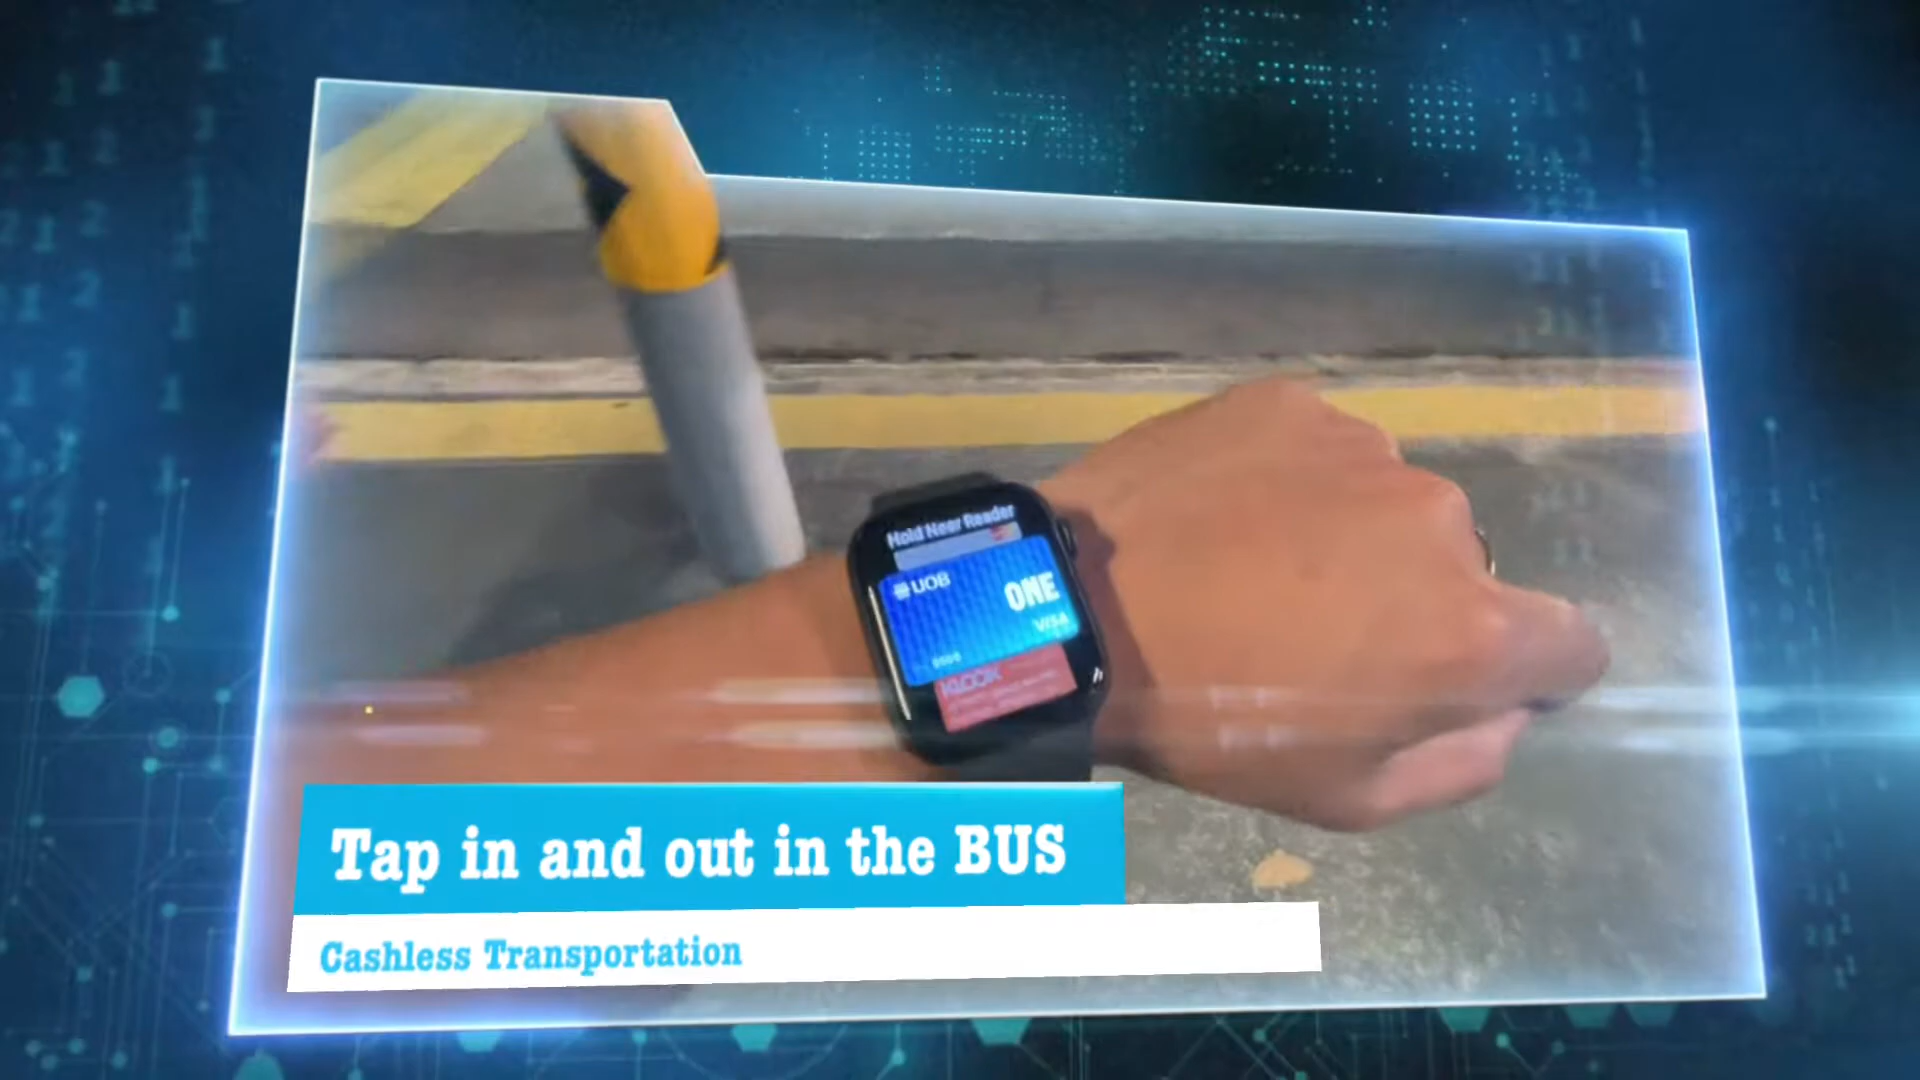 Hold Near Reader
UOB
ONE
VISA
KLOOK
Tap in and out in the BUS
Cashless Transportation